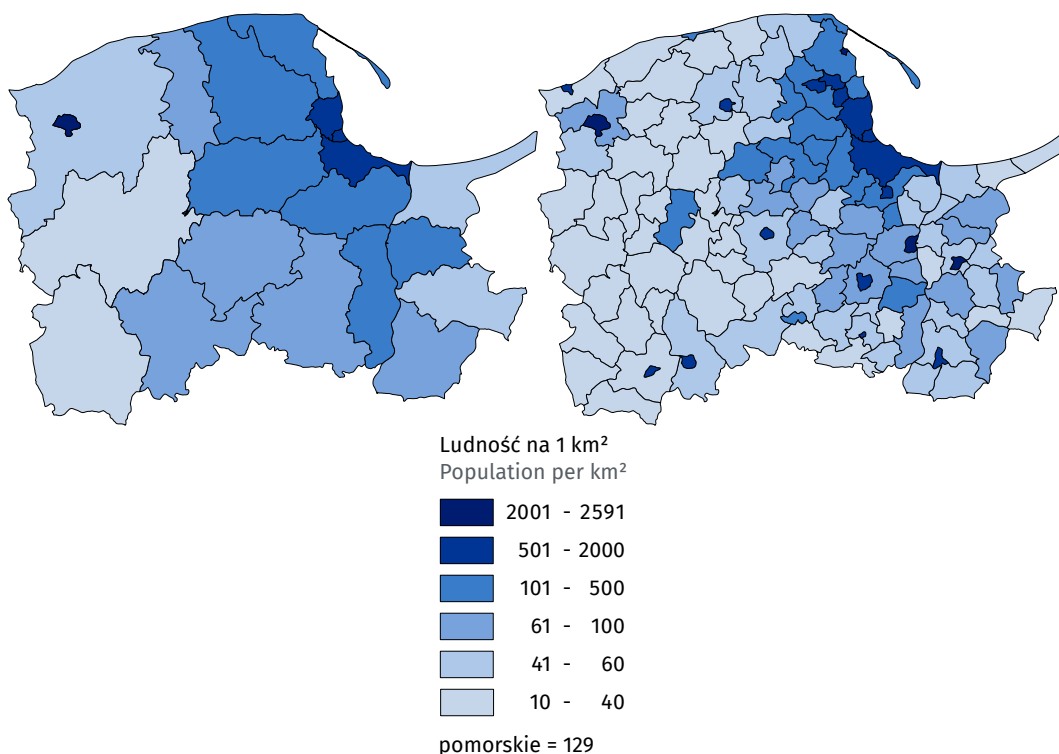 Ludność na 1 km²
Population per km²
2001 - 2591
501 - 2000
101 - 500
61 - 100
41 - 60
10 - 40
pomorskie = 129